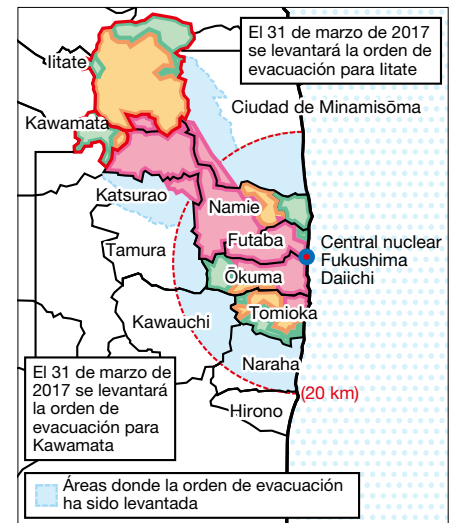 El 31 de marzo de 2017
se levantará la orden de
evacuación para Iitate
Iitate
Ciudad de Minamisōma
Kawamata
Katsurao
Namie
Futaba
Central nuclear
Fukushima
Daiichi
Tamura
Ōkuma
Kawauchi
Tomioka
Naraha
El 31 de marzo de
2017 se levantará
la orden de
evacuación para
Kawamata
(20 km)
Hirono
Áreas donde la orden de evacuación
ha sido levantada